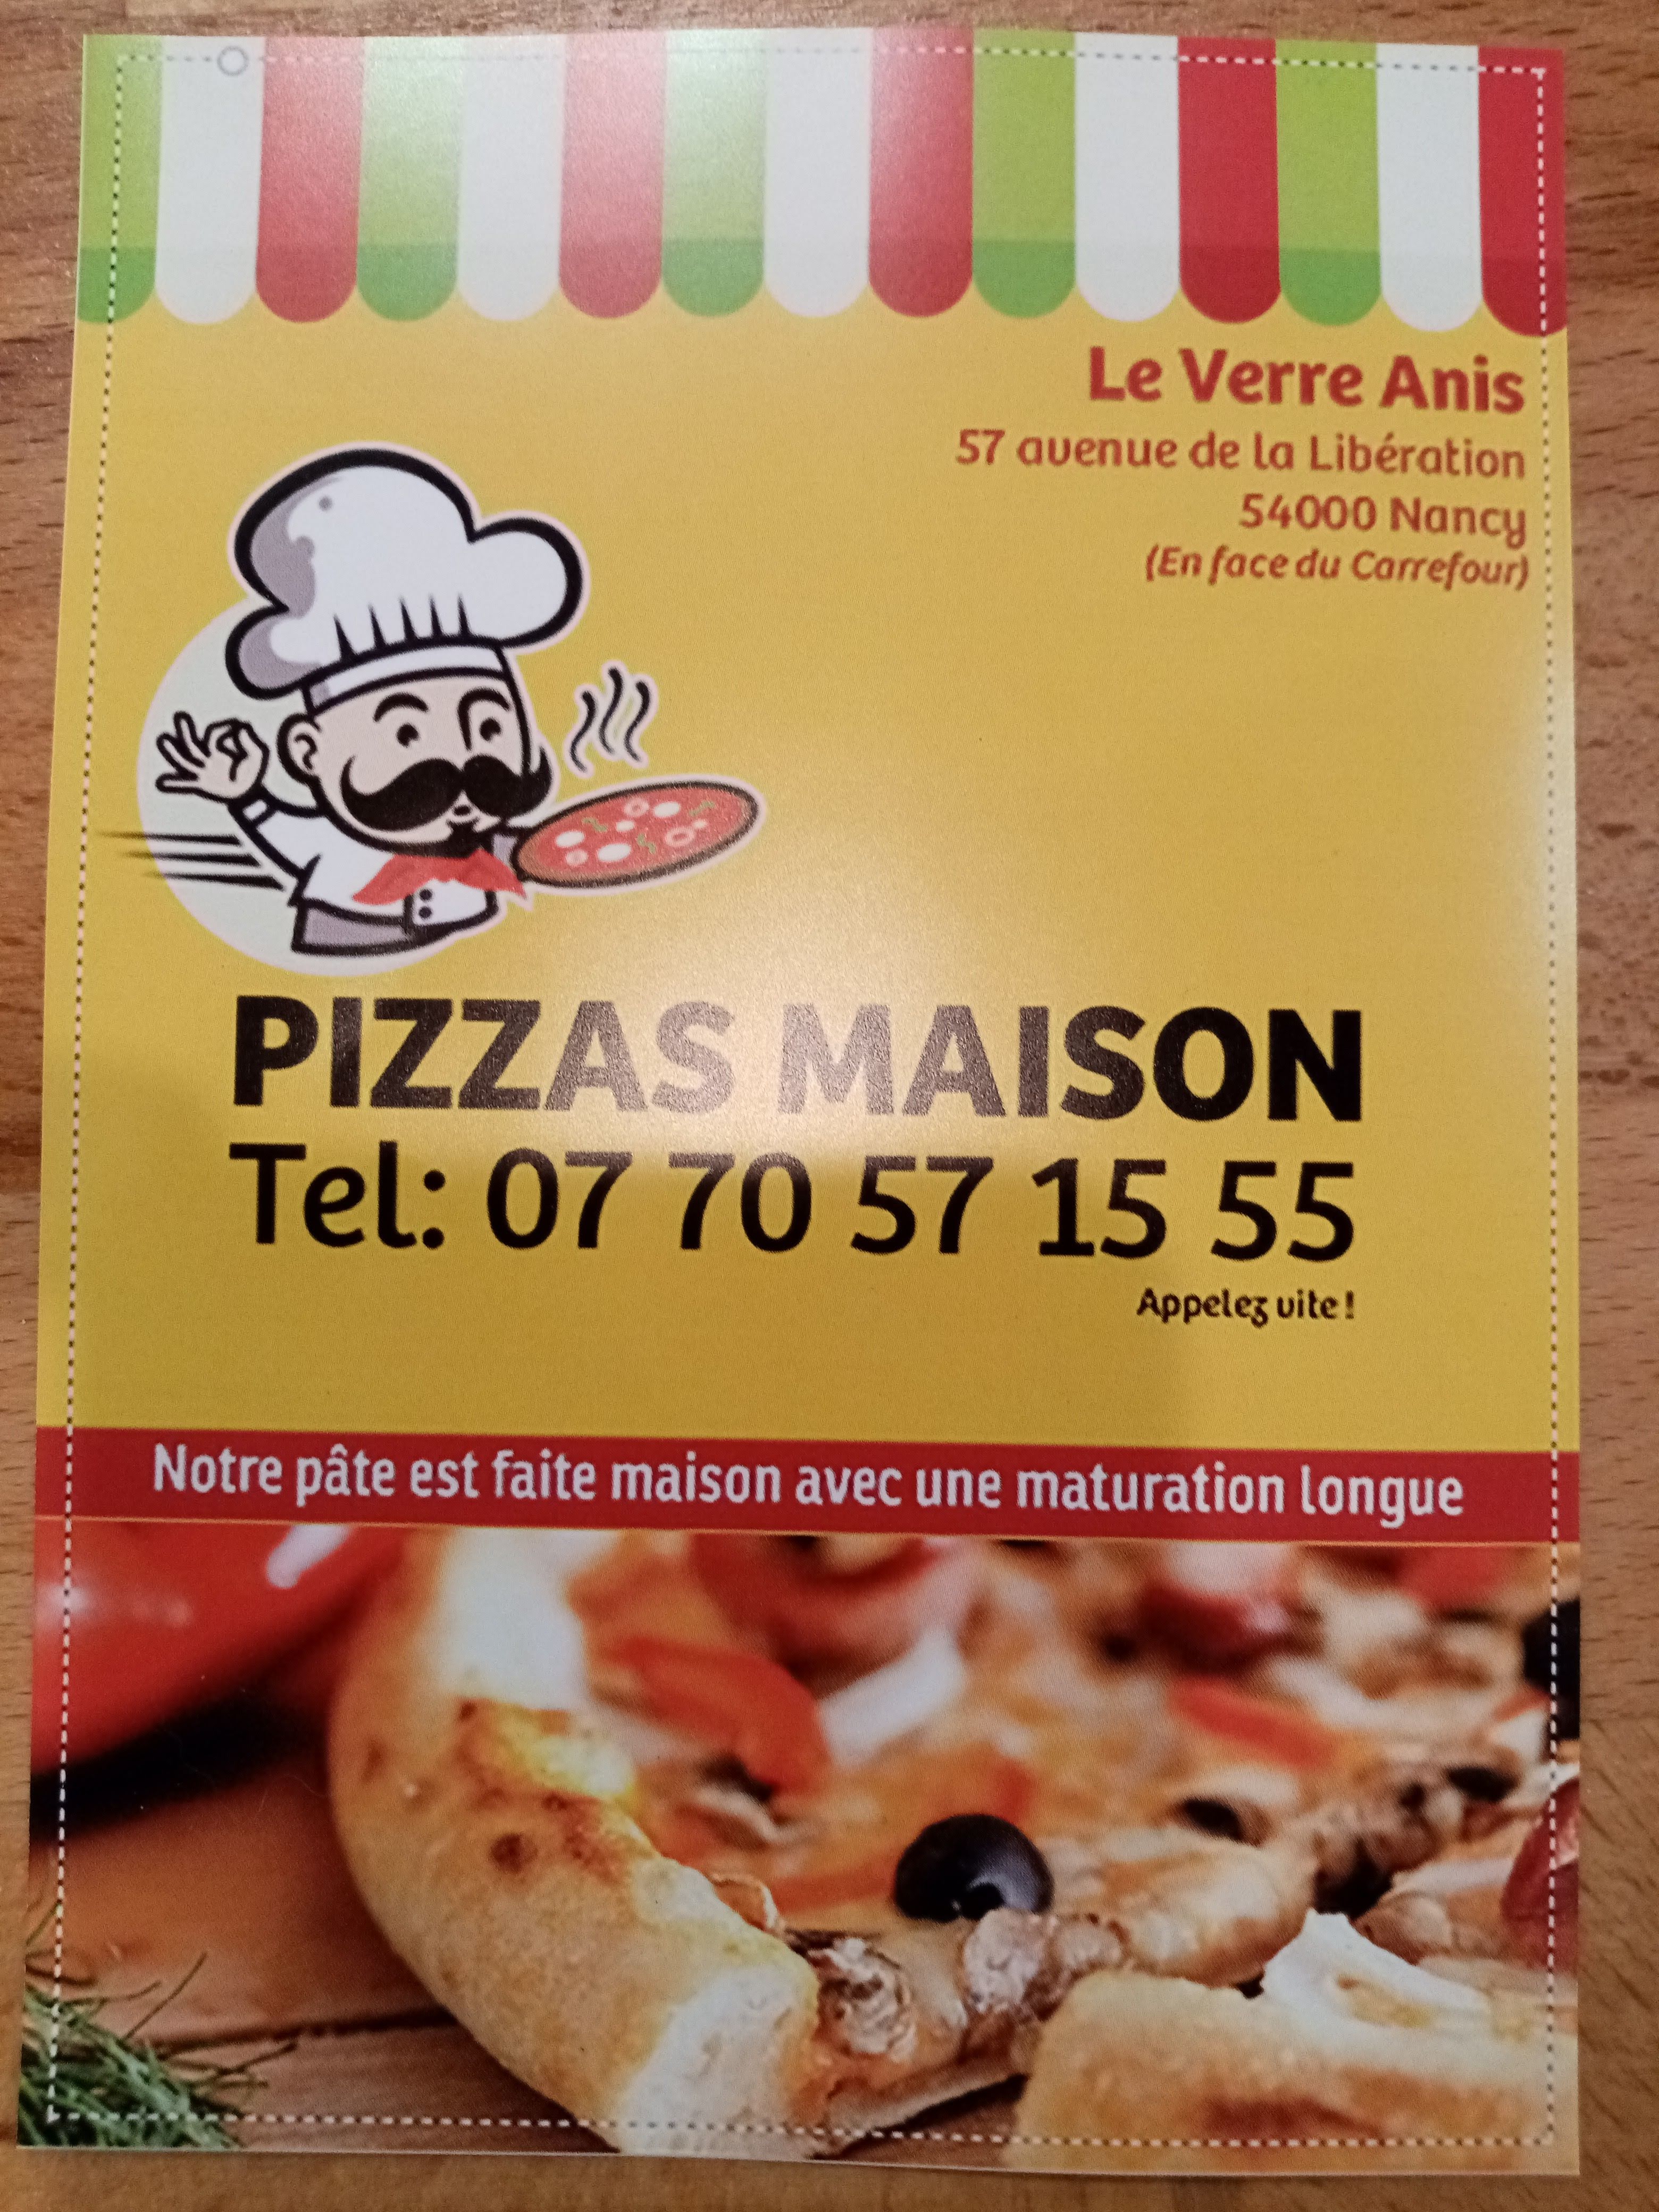 Le Verre Anis
57 avenue de la Libération
54000 Nancy
(En face du Carrefour)
PIZZAS MAISON
Tel: 07 70 57 15 55
Appelez vite !
Notre pâte est faite maison avec une maturation longue